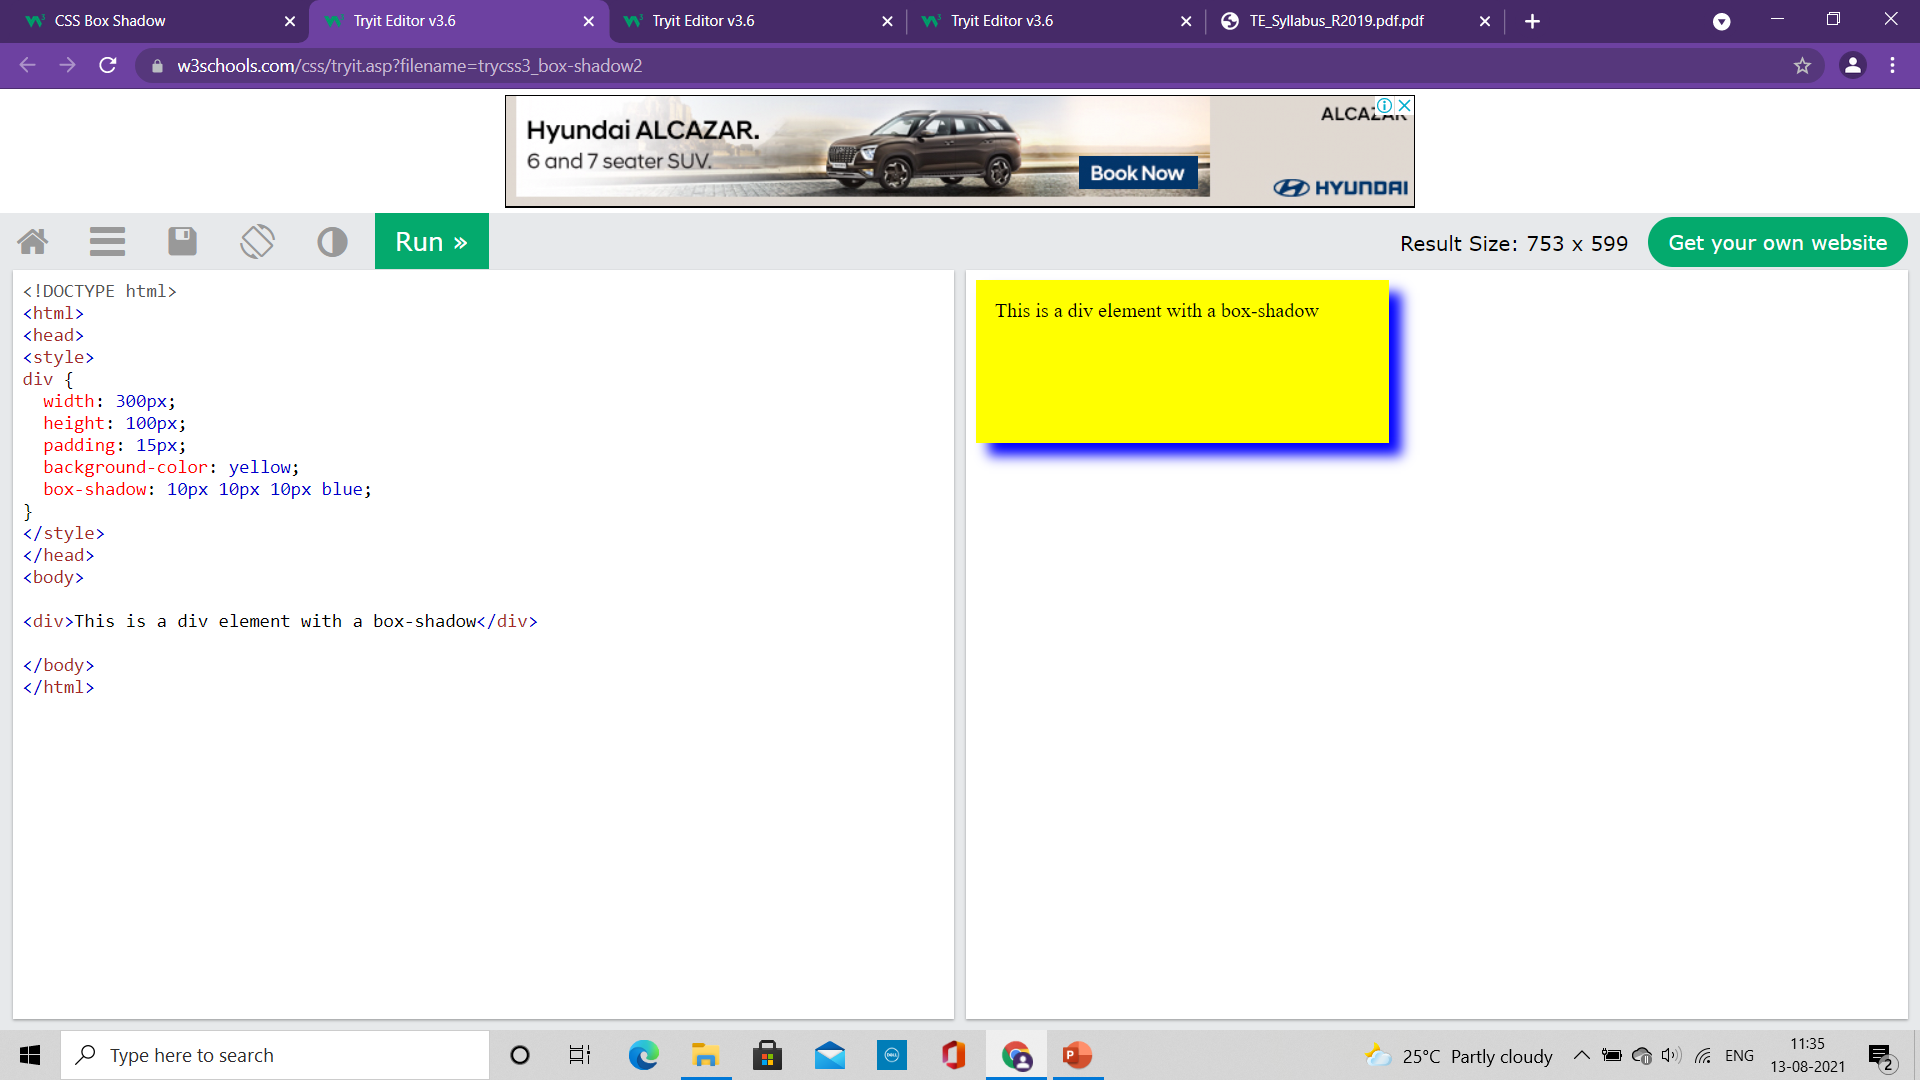 CSS Box Shadow
Tryit Editor v3.6
Tryit Editor v3.6
Tryit Editor v3.6
TE_Syllabus_R2019.pdf.pdf
w3schools.com/css/tryit.asp?filename=trycss3_box-shadow2
Hyundai ALCAZAR.
6 and 7 seater SUV.
Book Now
ALCAZAR
HYUNDAI
Run »
Result Size: 753 x 599
Get your own website
<!DOCTYPE html>
<html>
<head>
<style>
div {
  width: 300px;
  height: 100px;
  padding: 15px;
  background-color: yellow;
  box-shadow: 10px 10px 10px blue;
}
</style>
</head>
<body>

<div>This is a div element with a box-shadow</div>

</body>
</html>
This is a div element with a box-shadow
Type here to search
DELL
25°C Partly cloudy
ENG
11:35
13-08-2021
2